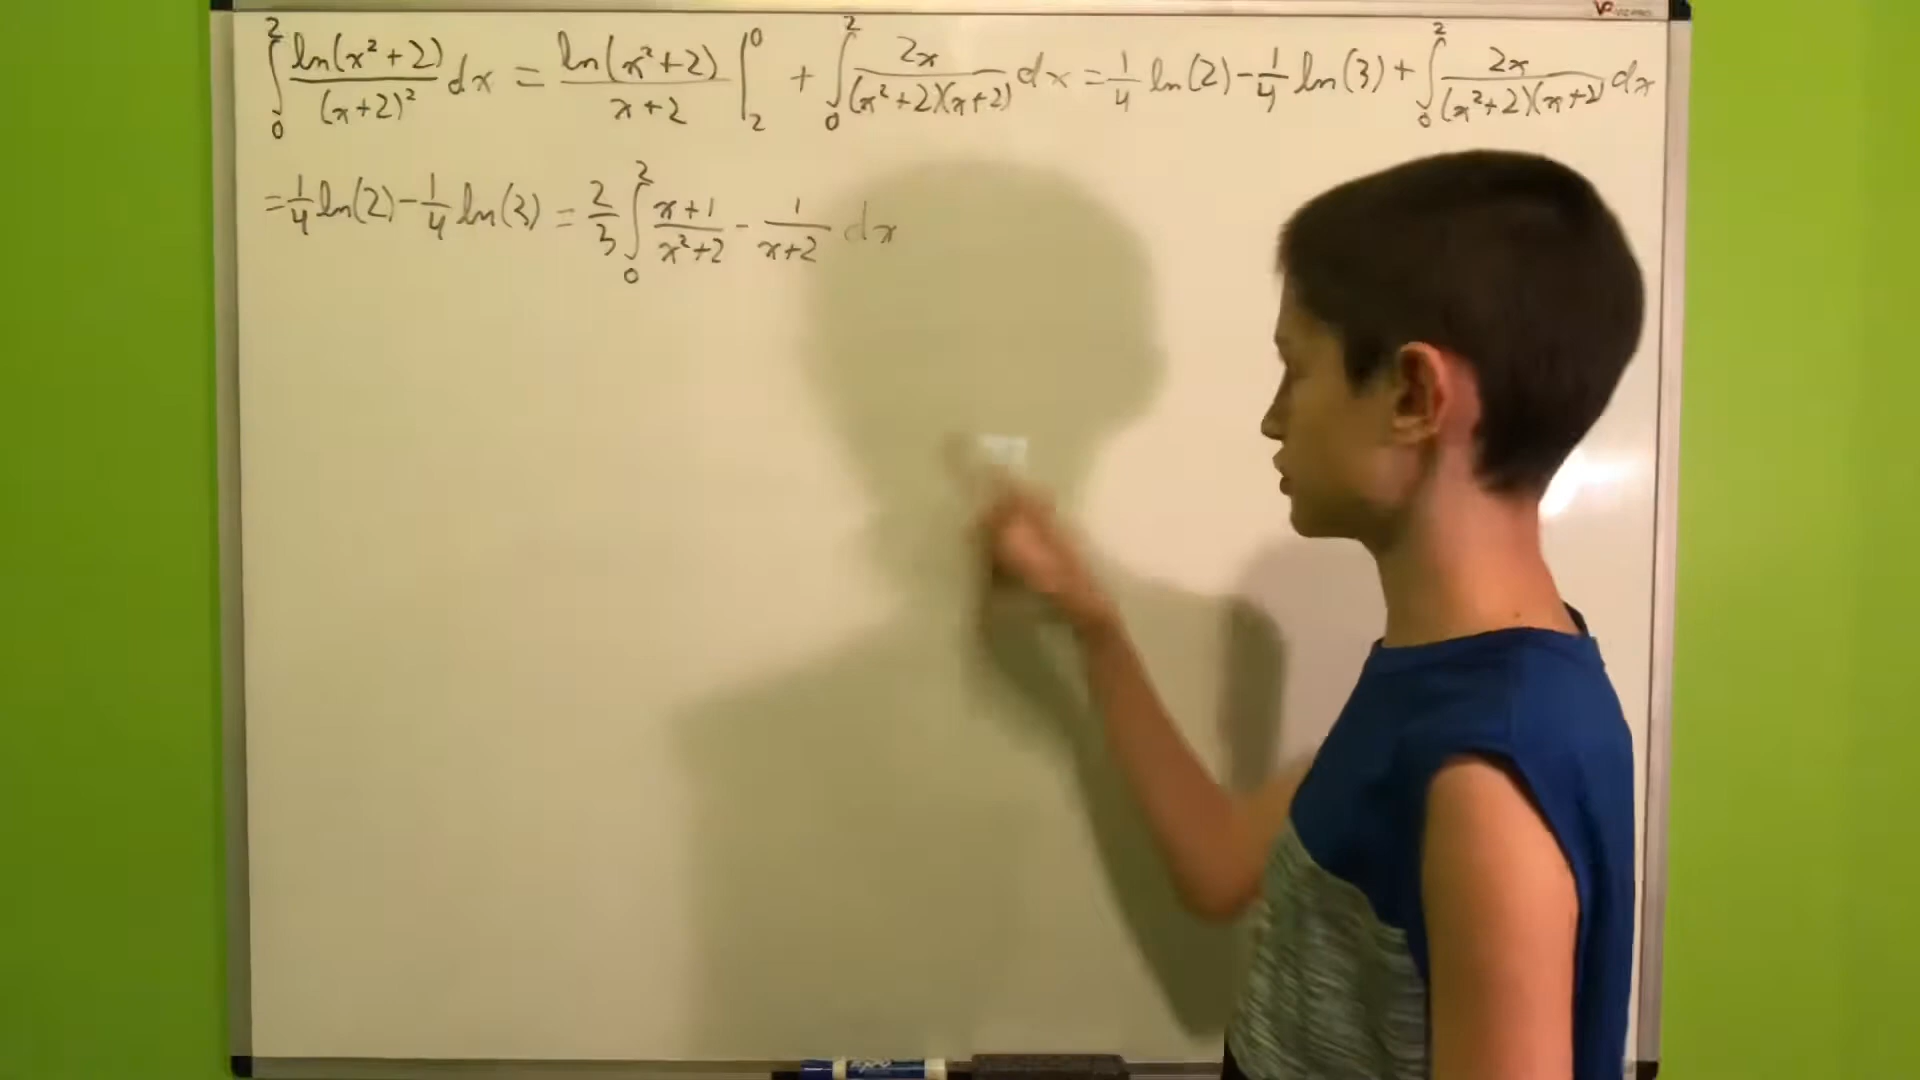 ∫₀² ln(x²+2)/(x+2)² dx = ln(x²+2)/(x+2) |₂⁰ + ∫₀² 2x/((x²+2)(x+2)) dx = 1/4 ln(2) - 1/4 ln(3) + ∫₀² 2x/((x²+2)(x+2)) dx
= 1/4 ln(2) - 1/4 ln(3) = 2/3 ∫₀² x+1/(x²+2) - 1/(x+2) dx
expo